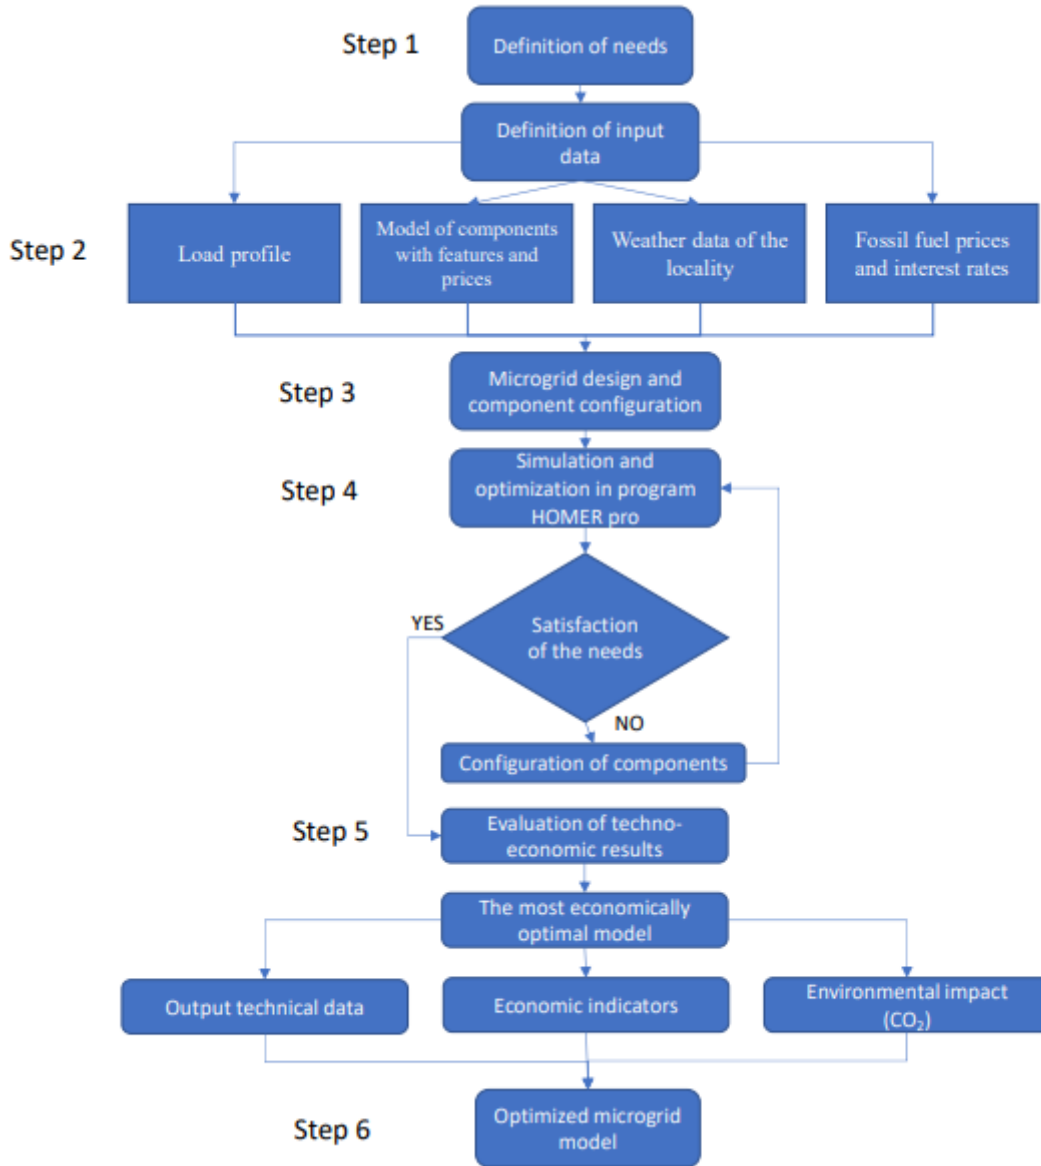 Step 1
Definition of needs
Definition of input
data
Step 2
Load profile
Model of components
with features and
prices
Weather data of the
locality
Fossil fuel prices
and interest rates
Step 3
Microgrid design and
component configuration
Step 4
Simulation and
optimization in program
HOMER pro
YES
Satisfaction
of the needs
NO
Configuration of components
Step 5
Evaluation of techno-
economic results
The most economically
optimal model
Output technical data
Economic indicators
Environmental impact
(CO₂)
Step 6
Optimized microgrid
model